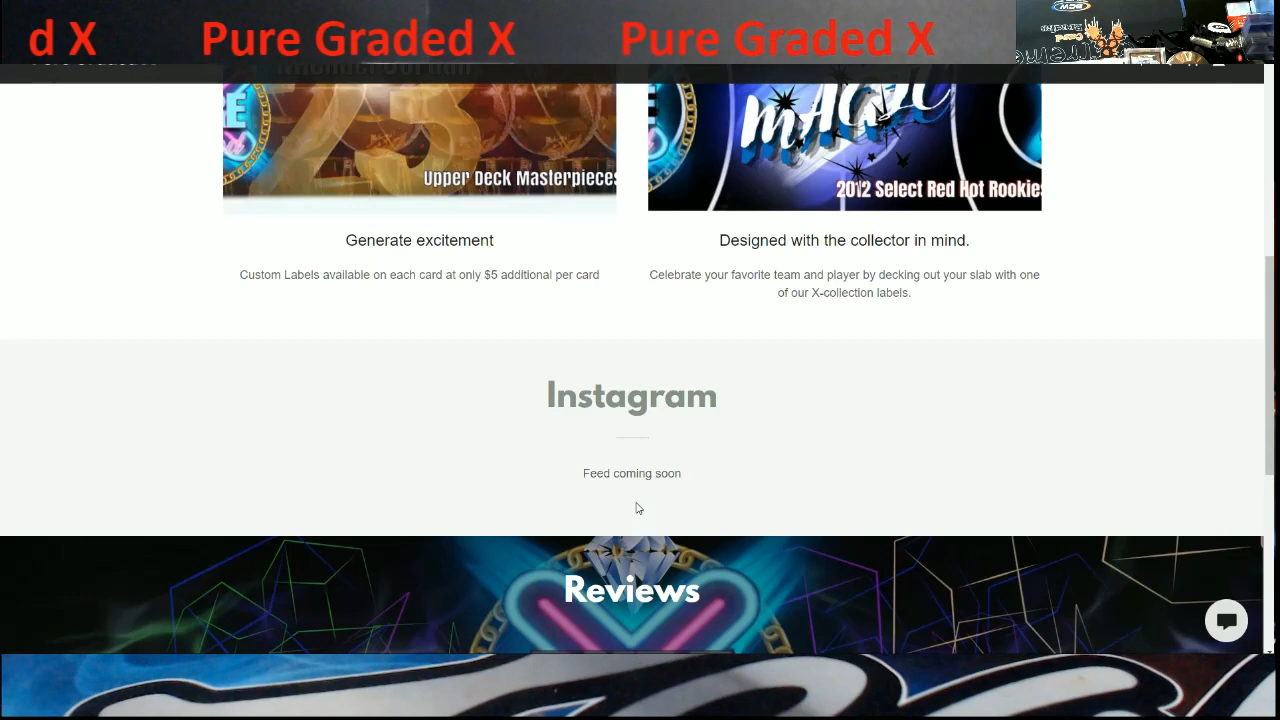 d X Pure Graded X Pure Graded X
BCW
Upper Deck Masterpieces
MAGIC
2012 Select Red Hot Rookies
Generate excitement
Designed with the collector in mind.
Custom Labels available on each card at only $5 additional per card
Celebrate your favorite team and player by decking out your slab with one
of our X-collection labels.
Instagram
Feed coming soon
Reviews